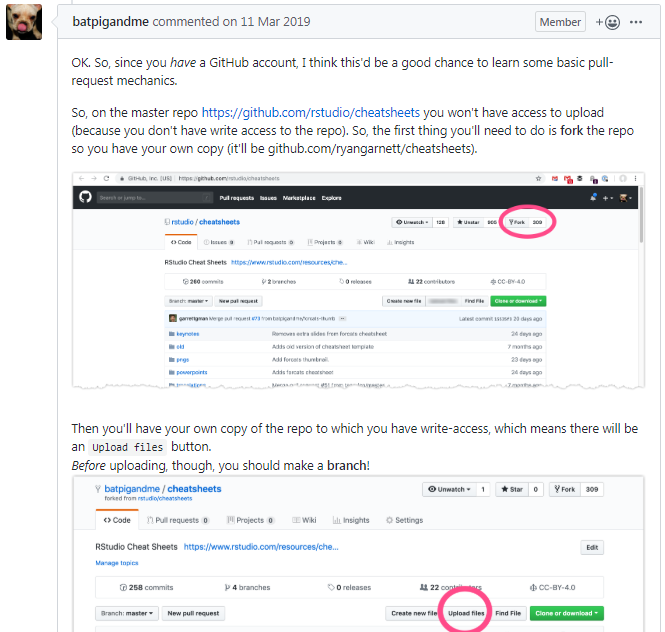 batpigandme commented on 11 Mar 2019
Member
OK. So, since you have a GitHub account, I think this'd be a good chance to learn some basic pull-
request mechanics.
So, on the master repo https://github.com/rstudio/cheatsheets you won't have access to upload
(because you don't have write access to the repo). So, the first thing you'll need to do is fork the repo
so you have your own copy (it'll be github.com/ryangarnett/cheatsheets).
GitHub, Inc. [US] https://github.com/rstudio/cheatsheets
Search or jump to... Pull requests Issues Marketplace Explore
rstudio / cheatsheets Unwatch 128 Unstar Fork 309
Code Issues 0 Pull requests 0 Projects 0 Wiki Insights
RStudio Cheat Sheets https://www.rstudio.com/resources/che...
260 commits 2 branches 0 releases 22 contributors CC-BY-4.0
Branch: master New pull request Create new file Find File Clone or download
garrettgman Merge pull request #73 from batpigandme/forcats-thumb Latest commit 20 days ago
keynotes Removes extra slides from forcats cheatsheet 24 days ago
old Adds old version of cheatsheet template 7 months ago
pngs Add forcats thumbnail. 23 days ago
powerpoints Adds forcats cheatsheet 24 days ago
translations 7 months ago
Then you'll have your own copy of the repo to which you have write-access, which means there will be
an Upload files button.
Before uploading, though, you should make a branch!
batpigandme / cheatsheets Unwatch 1 Star 0 Fork 309
forked from rstudio/cheatsheets
Code Pull requests 0 Projects 0 Wiki Insights Settings
RStudio Cheat Sheets https://www.rstudio.com/resources/che... Edit
Manage topics
258 commits 4 branches 0 releases 22 contributors CC-BY-4.0
Branch: master New pull request Create new file Upload files Find File Clone or download